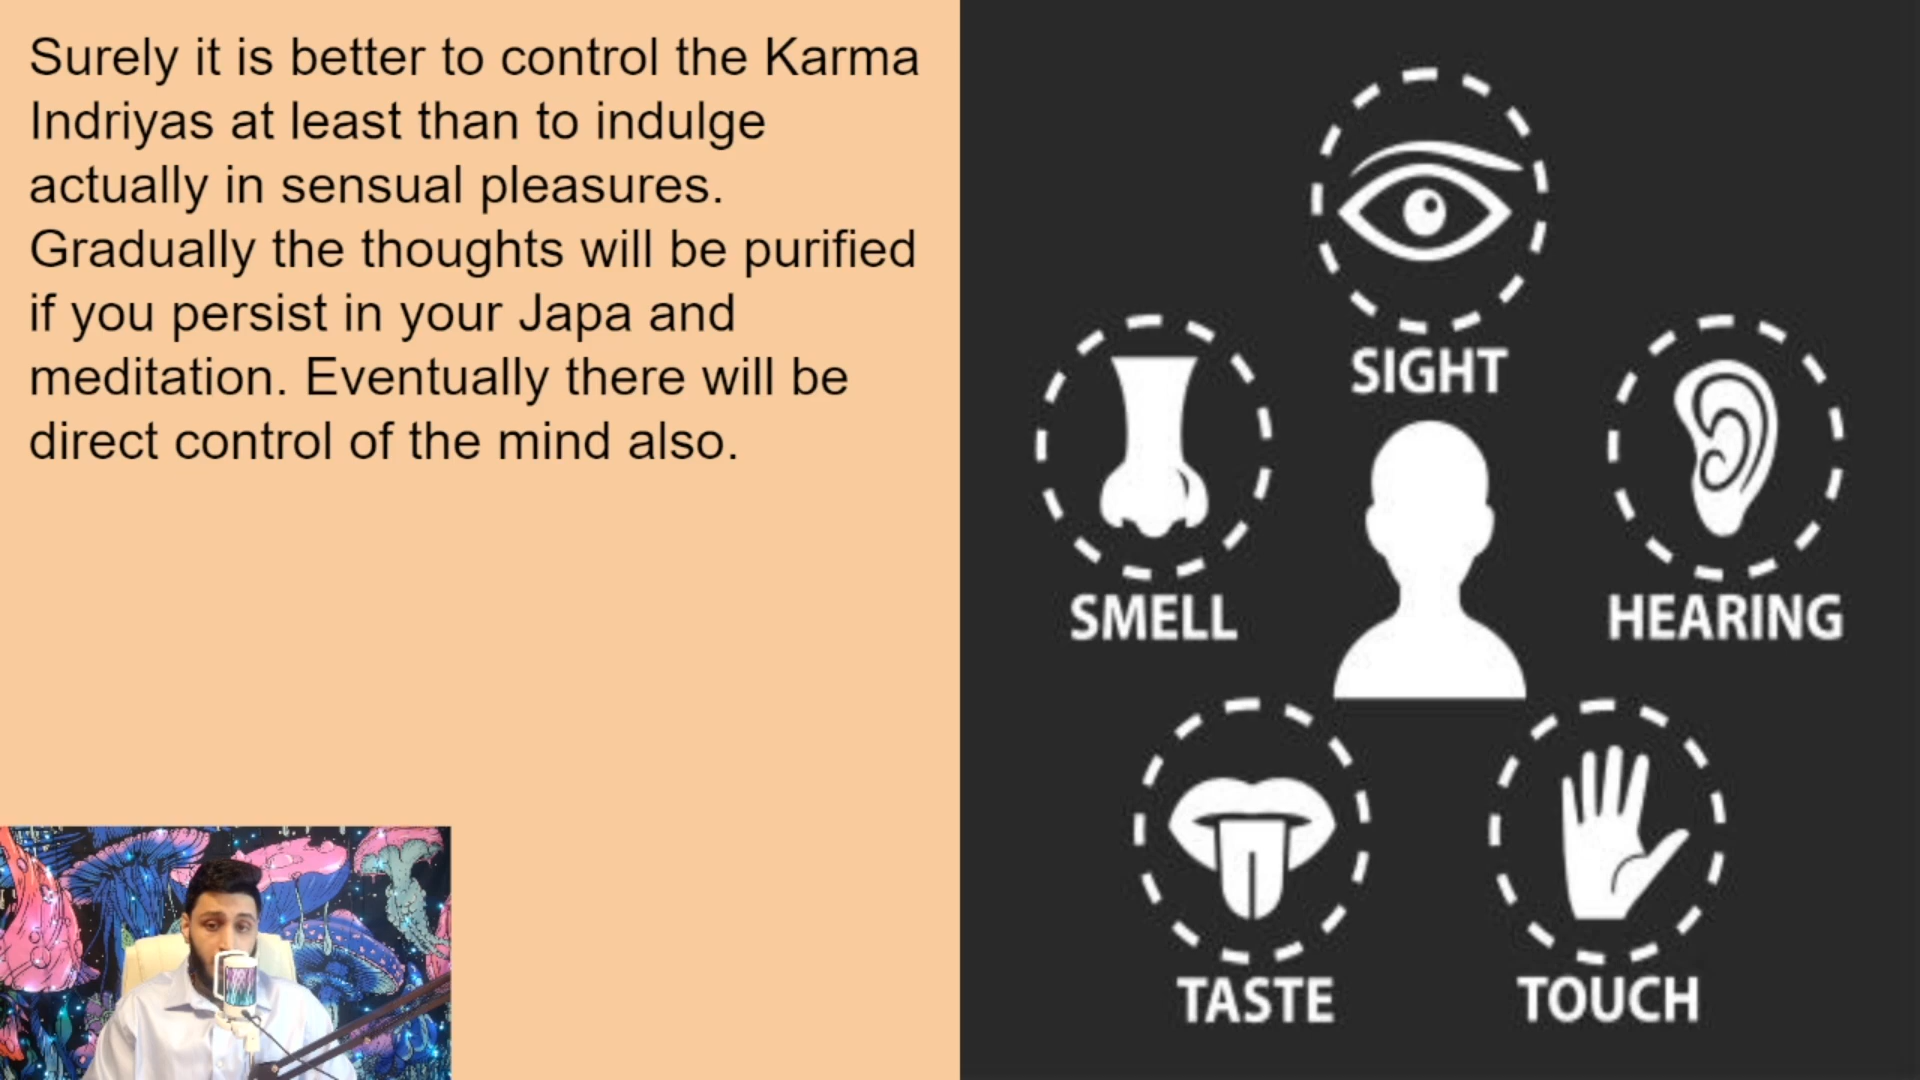 Surely it is better to control the Karma
Indriyas at least than to indulge
actually in sensual pleasures.
Gradually the thoughts will be purified
if you persist in your Japa and
meditation. Eventually there will be
direct control of the mind also.
SIGHT
SMELL
HEARING
TASTE
TOUCH